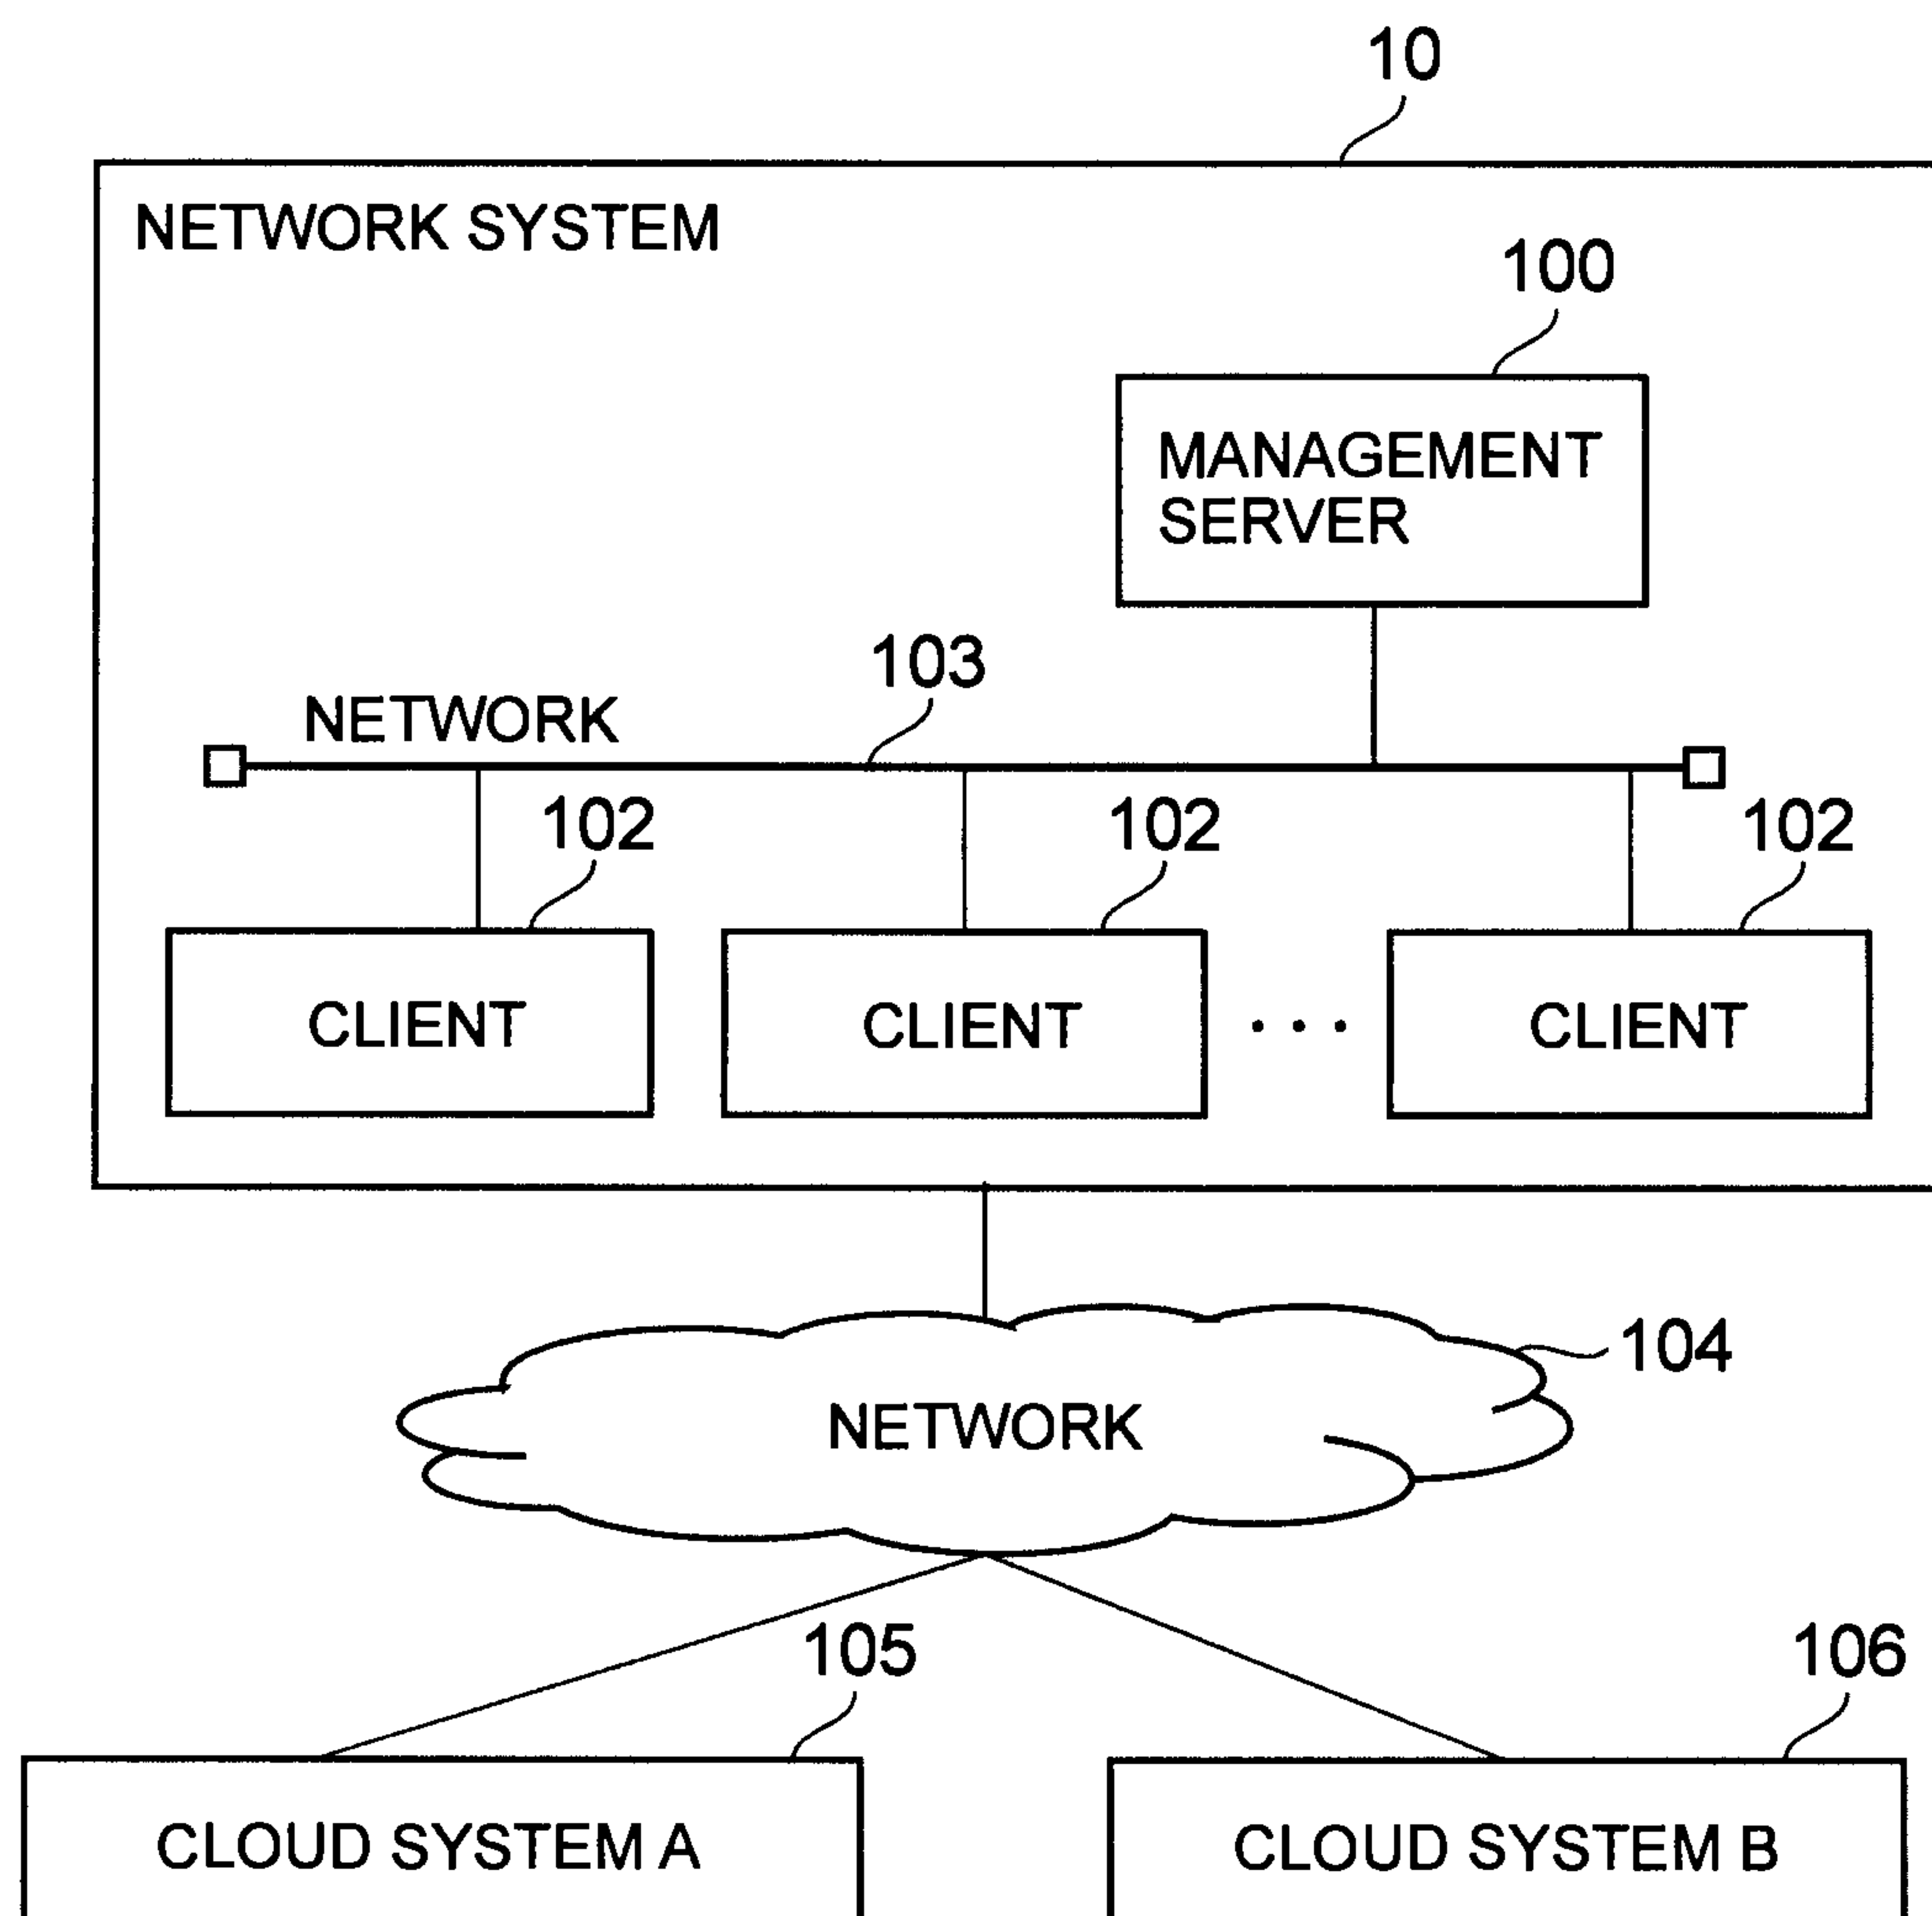 10
NETWORK SYSTEM
100
MANAGEMENT
SERVER
103
NETWORK
102 102 102
CLIENT CLIENT ... CLIENT
104
NETWORK
105 106
CLOUD SYSTEM A CLOUD SYSTEM B